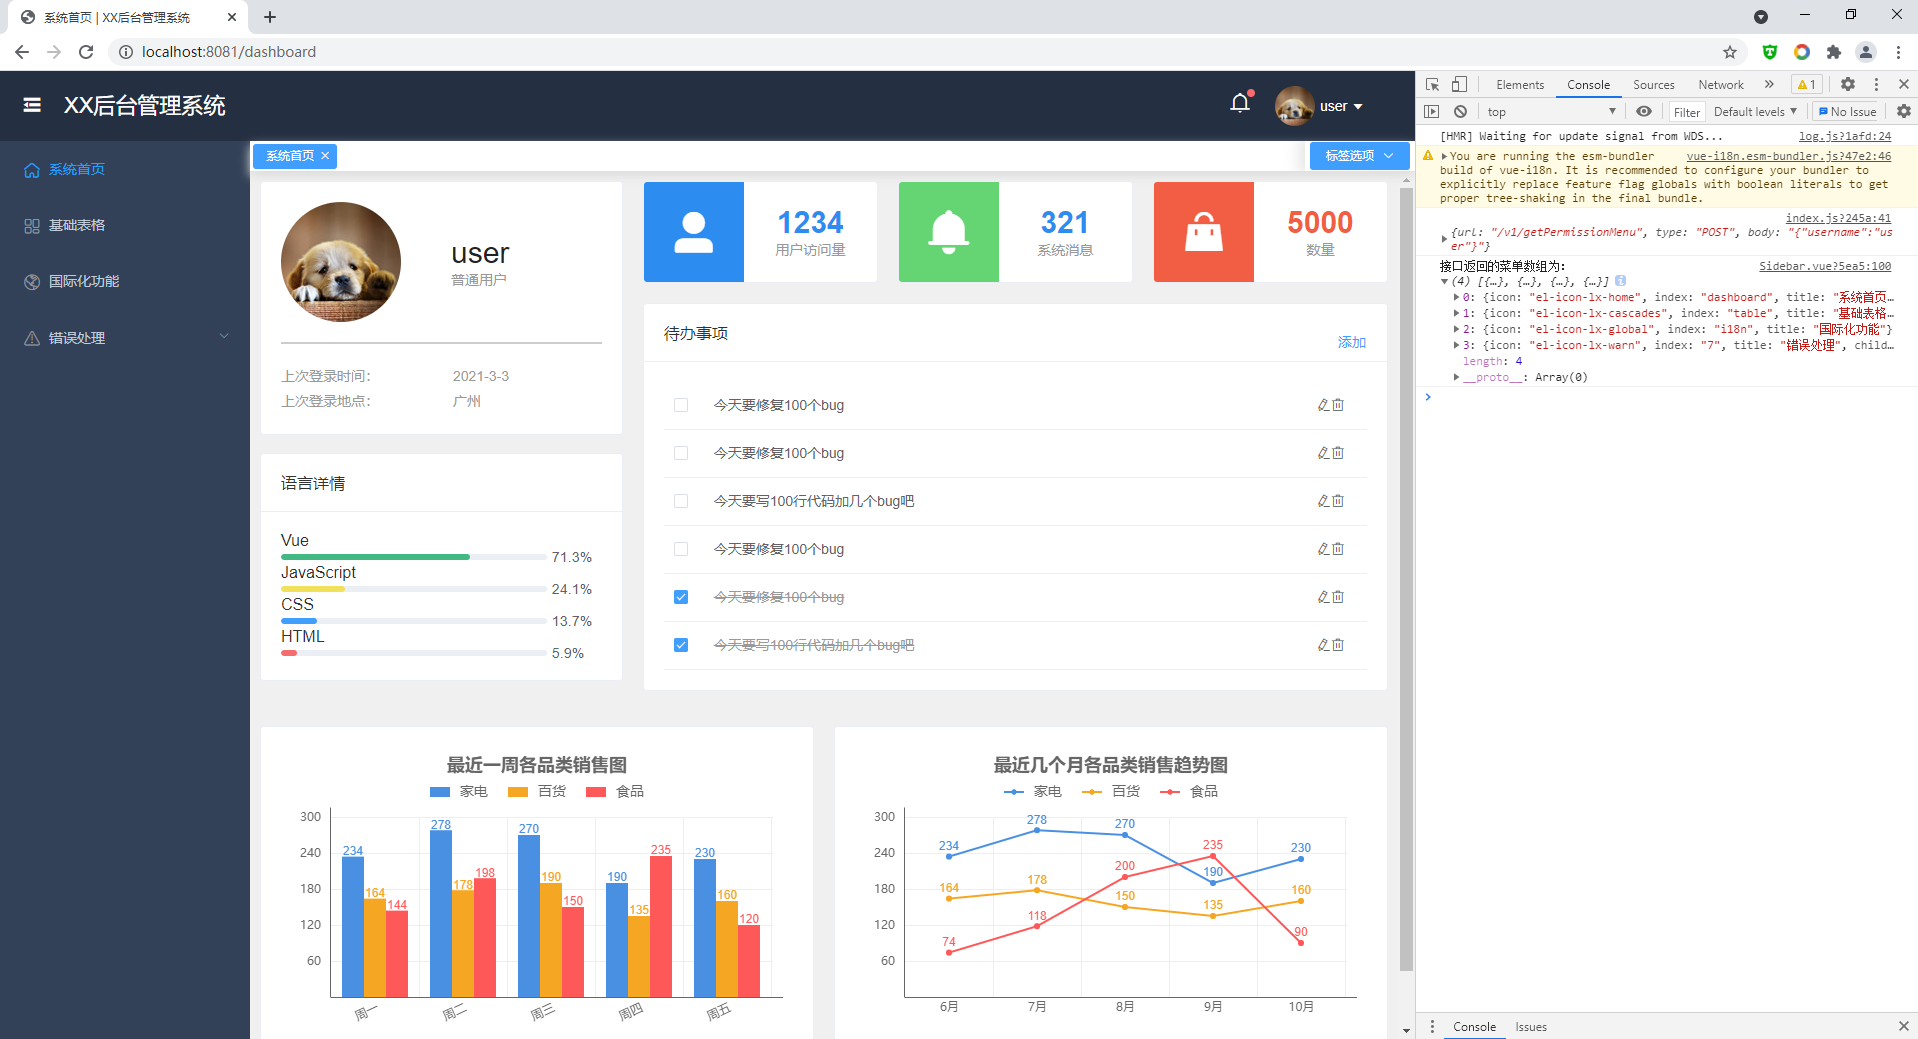 系统首页 | XX后台管理系统
localhost:8081/dashboard
XX后台管理系统
user
系统首页
基础表格
国际化功能
错误处理
系统首页
标签选项
user
普通用户
上次登录时间:
2021-3-3
上次登录地点:
广州
语言详情
Vue
71.3%
JavaScript
24.1%
CSS
13.7%
HTML
5.9%
1234
用户访问量
321
系统消息
5000
数量
待办事项
添加
今天要修复100个bug
今天要修复100个bug
今天要写100行代码加几个bug吧
今天要修复100个bug
今天要修复100个bug
今天要写100行代码加几个bug吧
最近一周各品类销售图
家电 百货 食品
300
240
180
120
60
234 164 144
278 178 198
270 190 150
190 135 235
230 160 120
周一 周二 周三 周四 周五
最近几个月各品类销售趋势图
家电 百货 食品
300
240
180
120
60
234 278 270 190 230
164 178 150 135 160
74 118 200 235 90
6月 7月 8月 9月 10月
Elements Console Sources Network 1
top Filter Default levels No Issue
[HMR] Waiting for update signal from WDS... log.js?1afd:24
You are running the esm-bundler vue-i18n.esm-bundler.js?47e2:46
build of vue-i18n. It is recommended to configure your bundler to
explicitly replace feature flag globals with boolean literals to get
proper tree-shaking in the final bundle.
index.js?245a:41
{url: "/v1/getPermissionMenu", type: "POST", body: "{"username":"us
er"}"}
接口返回的菜单数组为: Sidebar.vue?5ea5:100
(4) [{…}, {…}, {…}, {…}] i
0: {icon: "el-icon-lx-home", index: "dashboard", title: "系统首页…
1: {icon: "el-icon-lx-cascades", index: "table", title: "基础表格…
2: {icon: "el-icon-lx-global", index: "i18n", title: "国际化功能"}
3: {icon: "el-icon-lx-warn", index: "7", title: "错误处理", child…
length: 4
__proto__: Array(0)
Console Issues